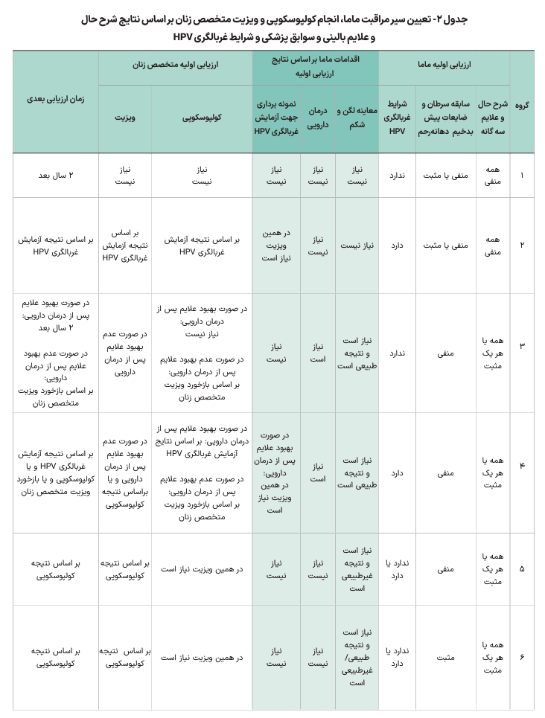 جدول ۲- تعیین سیر مراقبت ماما، انجام کولپوسکوپی و ویزیت متخصص زنان بر اساس نتایج شرح حال
و علایم بالینی و سوابق پزشکی و شرایط غربالگری HPV
گروه
ارزیابی اولیه ماما
اقدامات ماما بر اساس نتایج
ارزیابی اولیه
ارزیابی اولیه متخصص زنان
زمان ارزیابی بعدی
شرح حال
و علایم
سه گانه
سابقه سرطان و
ضایعات پیش
بدخیم دهانه‌رحم
شرایط
غربالگری
HPV
معاینه لگن و
شکم
درمان
دارویی
نمونه برداری
جهت آزمایش
غربالگری HPV
کولپوسکوپی
ویزیت
۱
همه
منفی
منفی یا مثبت
ندارد
نیاز
نیست
نیاز
نیست
نیاز
نیست
نیاز
نیست
نیاز
نیست
۲ سال بعد
۲
همه
منفی
منفی یا مثبت
دارد
نیاز نیست
نیاز
نیست
در همین
ویزیت
نیاز است
بر اساس نتیجه آزمایش
غربالگری HPV
بر اساس
نتیجه آزمایش
غربالگری HPV
بر اساس نتیجه آزمایش
غربالگری HPV
۳
همه یا
هر یک
مثبت
منفی
ندارد
نیاز است
و نتیجه
طبیعی است
نیاز
است
نیاز
نیست
در صورت بهبود علایم پس از
درمان دارویی:
نیاز نیست
در صورت عدم بهبود علایم
پس از درمان دارویی:
بر اساس بازخورد ویزیت
متخصص زنان
در صورت عدم
بهبود علایم
پس از درمان
دارویی
در صورت بهبود علایم
پس از درمان دارویی:
۲ سال بعد
در صورت عدم بهبود
علایم پس از درمان
دارویی:
بر اساس بازخورد ویزیت
متخصص زنان
۴
همه یا
هر یک
مثبت
منفی
دارد
نیاز است
و نتیجه
طبیعی است
نیاز
است
در صورت
بهبود علایم
پس از درمان
دارویی:
در همین
ویزیت نیاز
است
در صورت بهبود علایم پس از
درمان دارویی: بر اساس نتایج
آزمایش غربالگری HPV
در صورت عدم بهبود علایم
پس از درمان دارویی:
بر اساس بازخورد ویزیت
متخصص زنان
در صورت عدم
بهبود علایم
پس از درمان
دارویی و یا
براساس نتیجه
کولپوسکوپی
بر اساس نتیجه آزمایش
غربالگری HPV و یا
کولپوسکوپی و یا بازخورد
ویزیت متخصص زنان
۵
همه یا
هر یک
مثبت
منفی
ندارد یا
دارد
نیاز است
و نتیجه
غیرطبیعی
است
نیاز
نیست
نیاز
نیست
در همین ویزیت نیاز است
بر اساس نتیجه
کولپوسکوپی
بر اساس نتیجه
کولپوسکوپی
۶
همه یا
هر یک
مثبت
مثبت
ندارد یا
دارد
نیاز است
و نتیجه
طبیعی/
غیرطبیعی
است
نیاز
نیست
نیاز
نیست
در همین ویزیت نیاز است
بر اساس نتیجه
کولپوسکوپی
بر اساس نتیجه
کولپوسکوپی